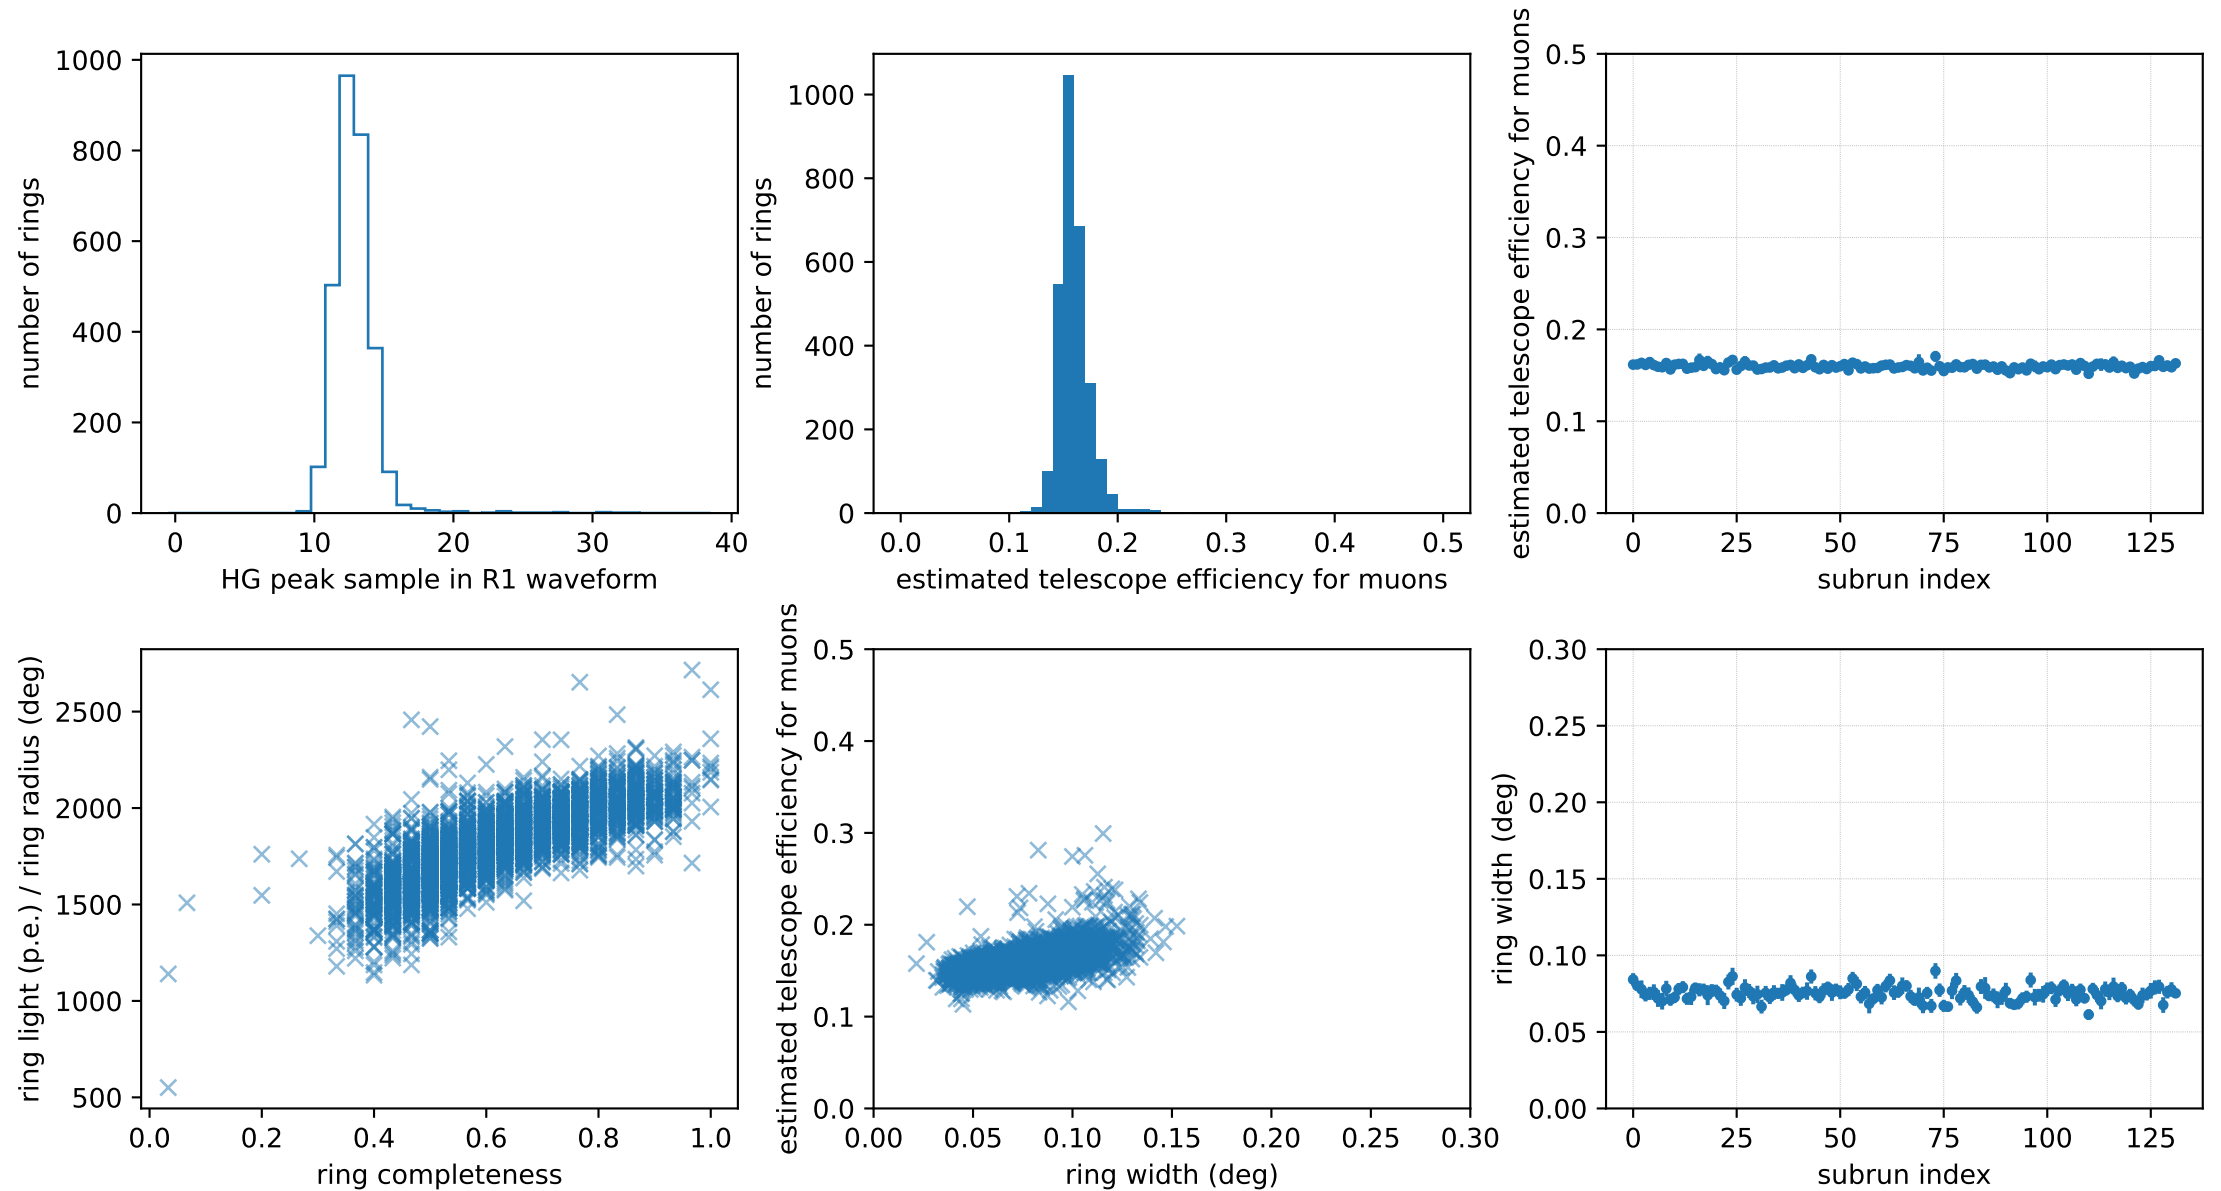 number of rings
1000
800
600
400
200
0
0 10 20 30 40
HG peak sample in R1 waveform
number of rings
1000
800
600
400
200
0
0.0 0.1 0.2 0.3 0.4 0.5
estimated telescope efficiency for muons
estimated telescope efficiency for muons
0.5
0.4
0.3
0.2
0.1
0.0
0 25 50 75 100 125
subrun index
ring light (p.e.) / ring radius (deg)
2500
2000
1500
1000
500
0.0 0.2 0.4 0.6 0.8 1.0
ring completeness
estimated telescope efficiency for muons
0.5
0.4
0.3
0.2
0.1
0.0
0.00 0.05 0.10 0.15 0.20 0.25 0.30
ring width (deg)
ring width (deg)
0.30
0.25
0.20
0.15
0.10
0.05
0.00
0 25 50 75 100 125
subrun index